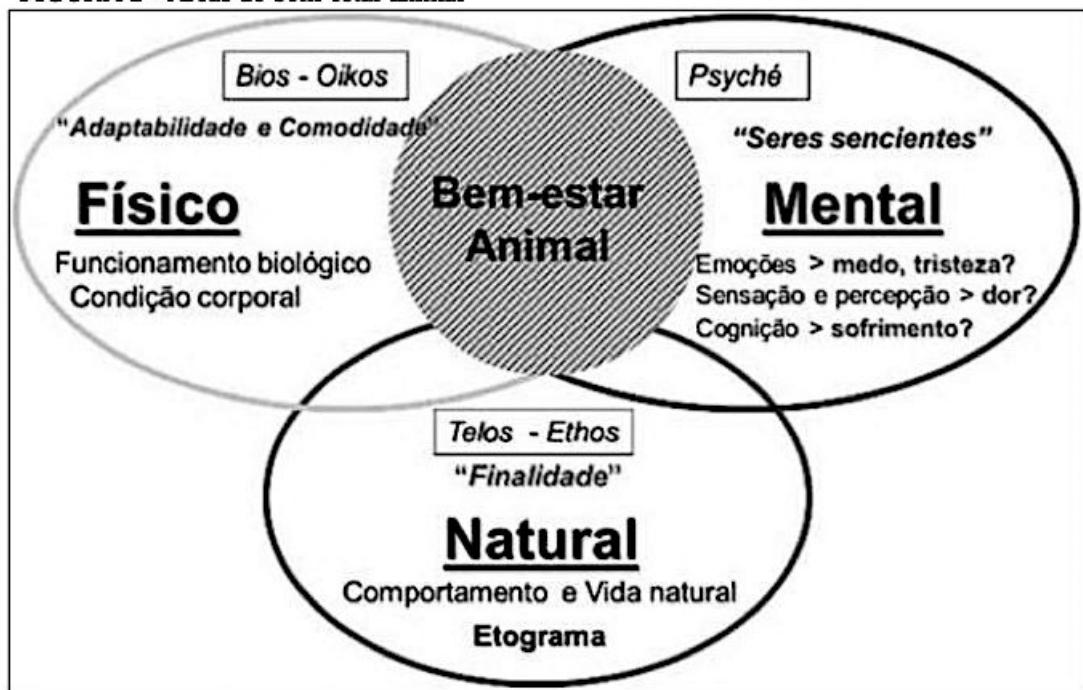 Bios - Oikos
"Adaptabilidade e Comodidade"
Físico
Funcionamento biológico
Condição corporal
Bem-estar
Animal
Psyché
"Seres sencientes"
Mental
Emoções > medo, tristeza?
Sensação e percepção > dor?
Cognição > sofrimento?
Telos - Ethos
"Finalidade"
Natural
Comportamento e Vida natural
Etograma